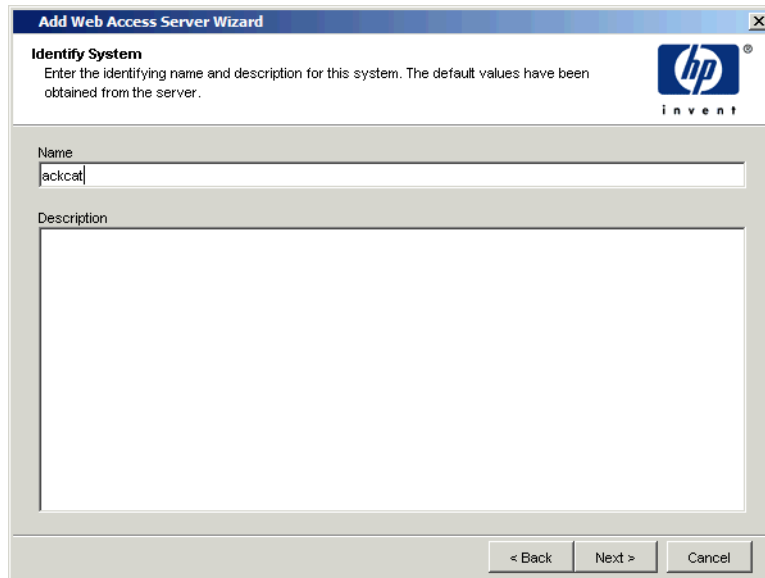 Add Web Access Server Wizard
Identify System
Enter the identifying name and description for this system. The default values have been
obtained from the server.
hp
®
invent
Name
ackcat
Description
< Back
Next >
Cancel